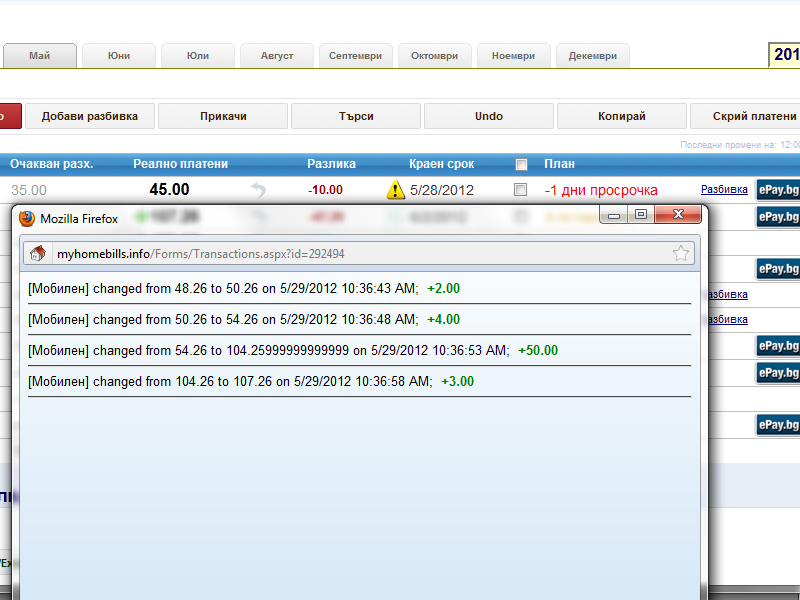 Май Юни Юли Август Септември Октомври Ноември Декември 201
о Добави разбивка Прикачи Търси Undo Копирай Скрий платени
Последни промени на: 12:00
Очакван разх. Реално платени Разлика Краен срок План
35.00 45.00 -10.00 5/28/2012 -1 дни просрочка Разбивка ePay.bg
Mozilla Firefox +107.26 ePay.bg
myhomebills.info/Forms/Transactions.aspx?id=292494
ePay.bg
[Мобилен] changed from 48.26 to 50.26 on 5/29/2012 10:36:43 AM; +2.00
азбивка
[Мобилен] changed from 50.26 to 54.26 on 5/29/2012 10:36:48 AM; +4.00
азбивка
[Мобилен] changed from 54.26 to 104.25999999999999 on 5/29/2012 10:36:53 AM; +50.00
ePay.bg
[Мобилен] changed from 104.26 to 107.26 on 5/29/2012 10:36:58 AM; +3.00
ePay.bg
ePay.bg